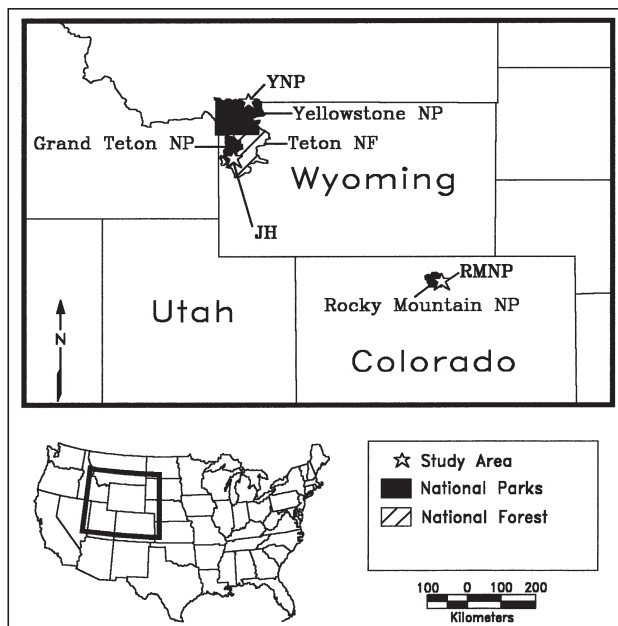 YNP
Yellowstone NP
Grand Teton NP
Teton NF
Wyoming
JH
RMNP
Rocky Mountain NP
Utah
Colorado
N
Study Area
National Parks
National Forest
100 0 100 200
Kilometers